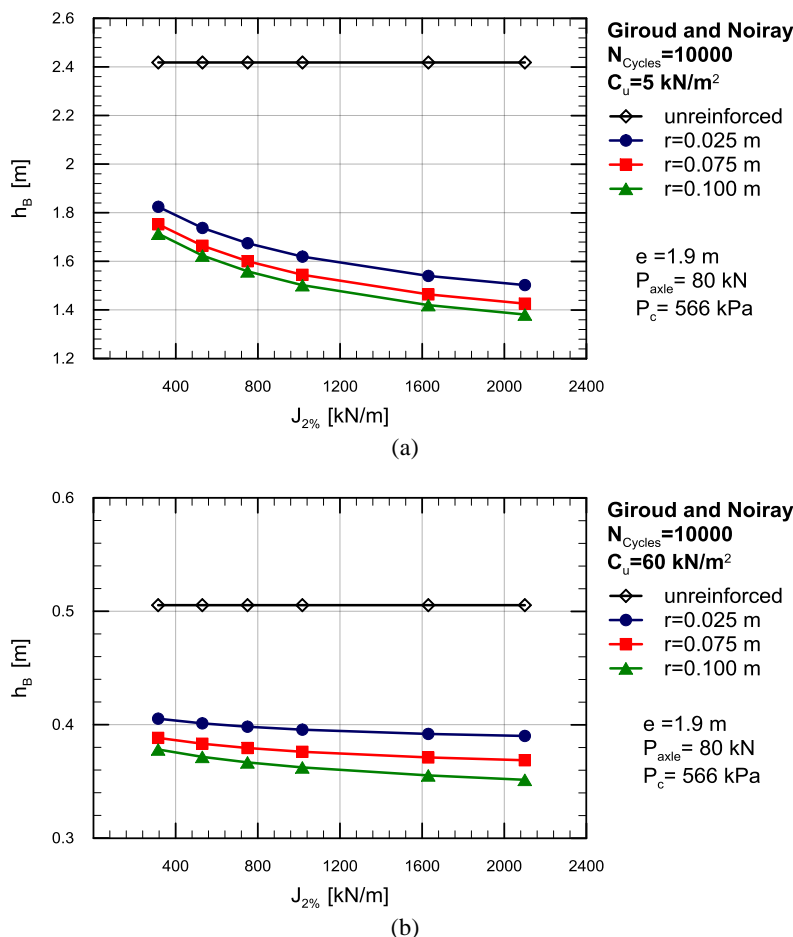 2.6
2.4
2.2
2
1.8
1.6
1.4
1.2
h_B [m]
400 800 1200 1600 2000 2400
J_2% [kN/m]
Giroud and Noiray
N_Cycles=10000
C_u=5 kN/m²
unreinforced
r=0.025 m
r=0.075 m
r=0.100 m
e =1.9 m
P_axle= 80 kN
P_c= 566 kPa
(a)
0.6
0.5
0.4
0.3
h_B [m]
400 800 1200 1600 2000 2400
J_2% [kN/m]
Giroud and Noiray
N_Cycles=10000
C_u=60 kN/m²
unreinforced
r=0.025 m
r=0.075 m
r=0.100 m
e =1.9 m
P_axle= 80 kN
P_c= 566 kPa
(b)